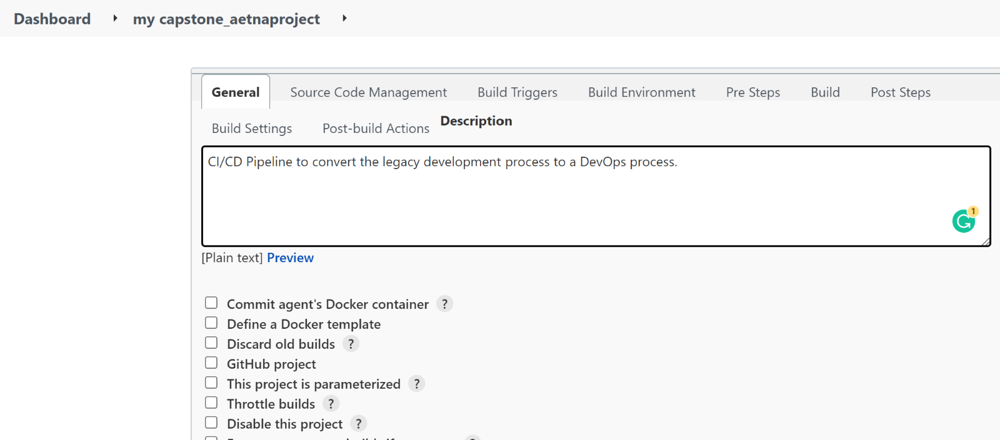 Dashboard my capstone_aetnaproject
General Source Code Management Build Triggers Build Environment Pre Steps Build Post Steps
Build Settings Post-build Actions Description
CI/CD Pipeline to convert the legacy development process to a DevOps process.
1
[Plain text] Preview
Commit agent's Docker container ?
Define a Docker template
Discard old builds ?
GitHub project
This project is parameterized ?
Throttle builds ?
Disable this project ?